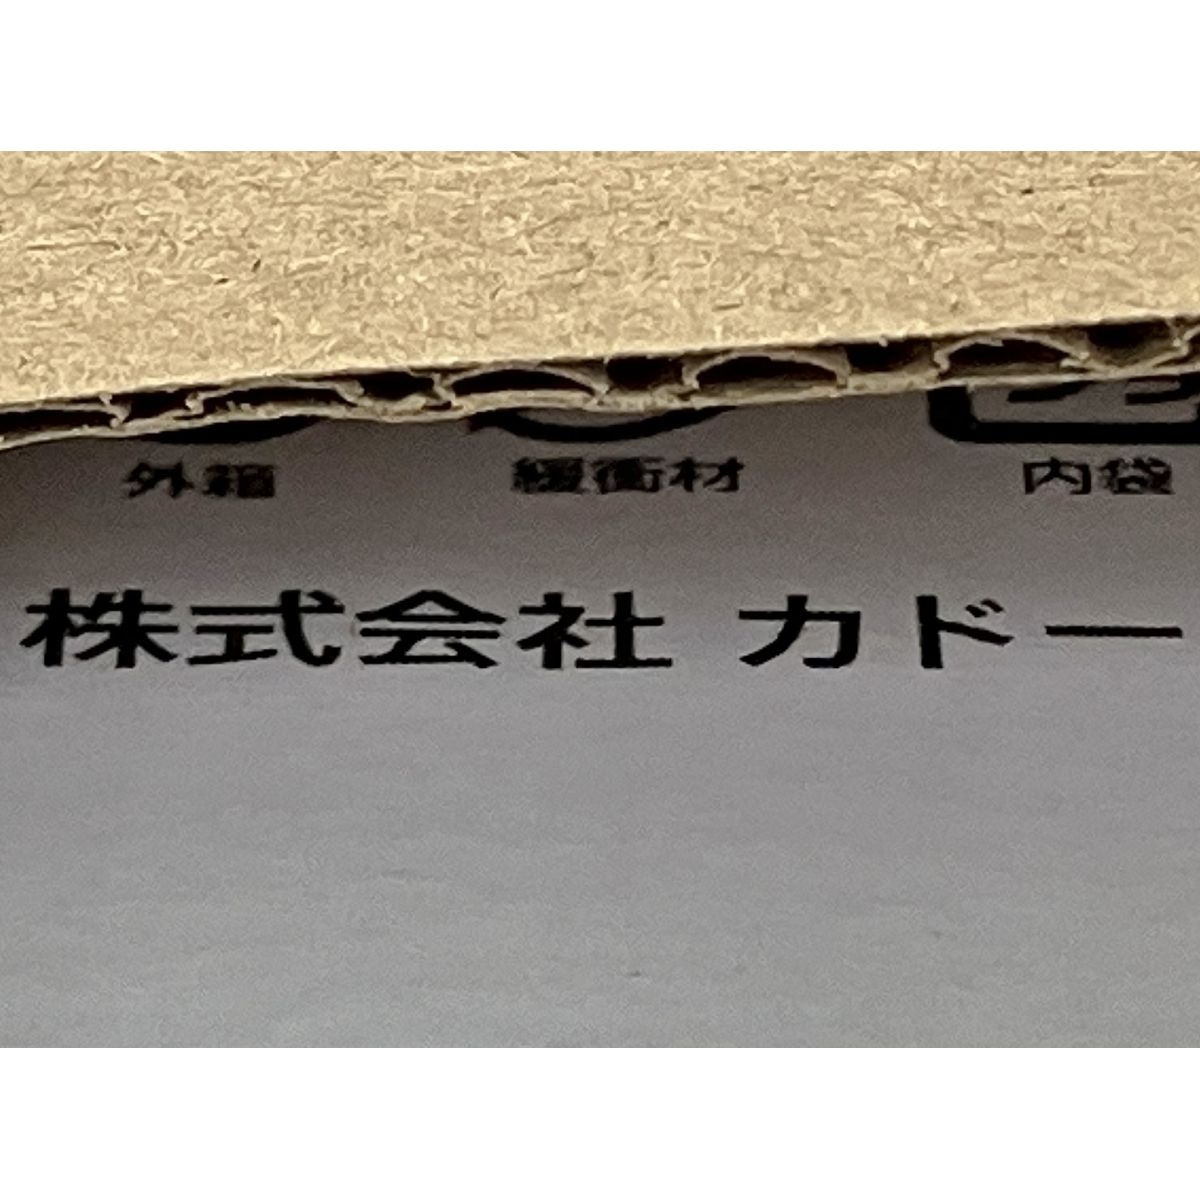 外箱 緩衝材 内袋
株式会社 カドー